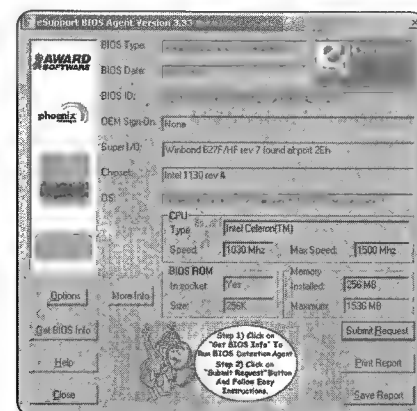 eSupport BIOS Agent Version 3.33
AWARD SOFTWARE
phoenix technologies
BIOS Type:
BIOS Date:
BIOS ID:
OEM Sign-On: None
Super I/O: Winbond 627F/HF rev 7 found at port 2Eh
Chipset: Intel 1130 rev 4
OS:
CPU
Type Intel Celeron(TM)
Speed: 1030 Mhz Max Speed: 1500 Mhz
BIOS ROM
In socket Yes
Size: 256K
Memory
Installed: 256 MB
Maximum: 1536 MB
Options
More Info
Get BIOS Info
Help
Close
Step 1) Click on
"Get BIOS Info" To
Run BIOS Detection Agent
Step 2) Click on
"Submit Request" Button
And Follow Easy
Instructions.
Submit Request
Print Report
Save Report